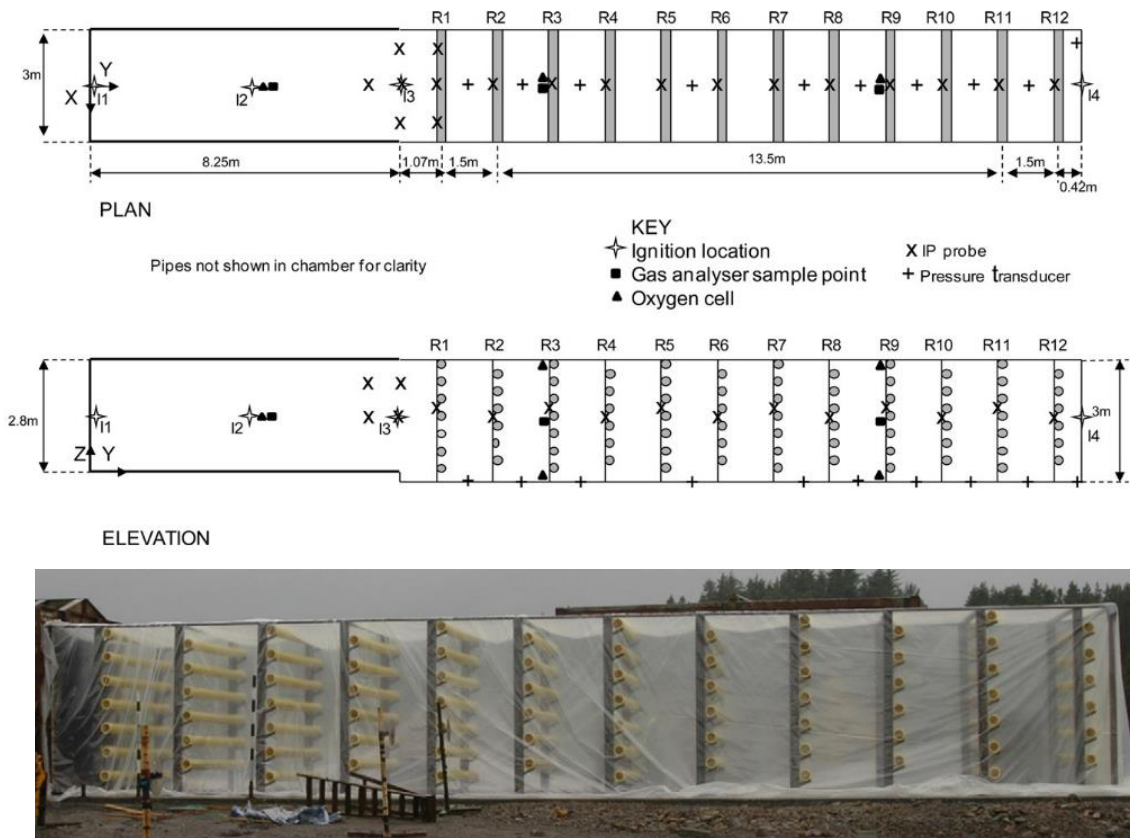 R1 R2 R3 R4 R5 R6 R7 R8 R9 R10 R11 R12
3m
Y
X
I1
I2
I3
I4
8.25m
1.07m
1.5m
13.5m
1.5m
0.42m
PLAN
KEY
Ignition location
Gas analyser sample point
Oxygen cell
X IP probe
+ Pressure transducer
Pipes not shown in chamber for clarity
R1 R2 R3 R4 R5 R6 R7 R8 R9 R10 R11 R12
2.8m
I1
I2
I3
3m
I4
Z Y
ELEVATION